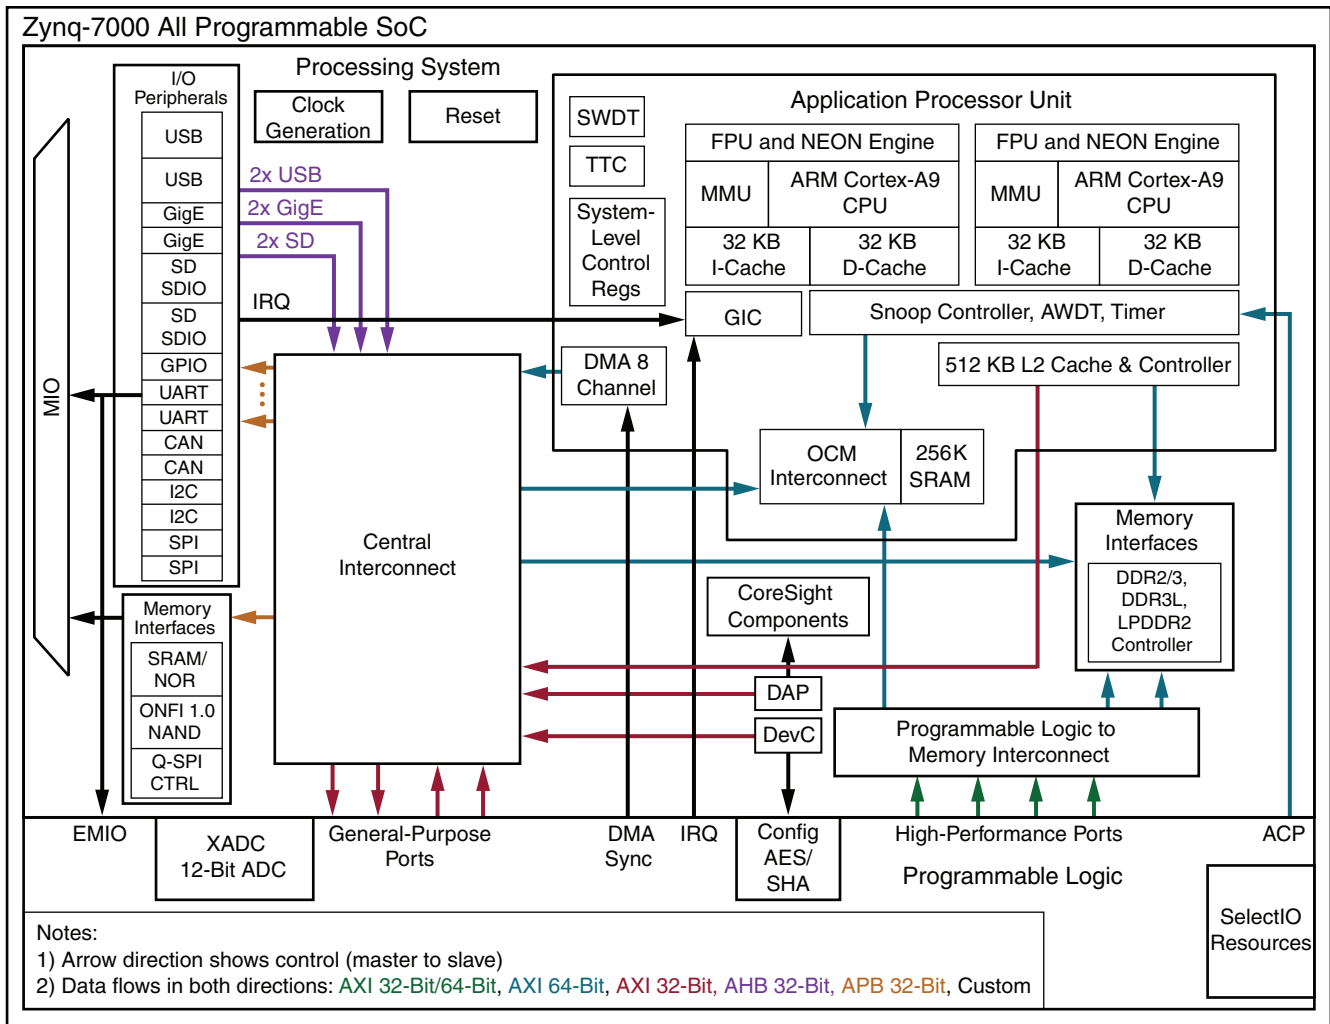 Zynq-7000 All Programmable SoC
Processing System
I/O
Peripherals
USB
USB
GigE
GigE
SD
SDIO
SD
SDIO
GPIO
UART
UART
CAN
CAN
I2C
I2C
SPI
SPI
MIO
Clock
Generation
Reset
2x USB
2x GigE
2x SD
IRQ
Application Processor Unit
SWDT
TTC
System-
Level
Control
Regs
FPU and NEON Engine
MMU
ARM Cortex-A9
CPU
32 KB
I-Cache
32 KB
D-Cache
FPU and NEON Engine
MMU
ARM Cortex-A9
CPU
32 KB
I-Cache
32 KB
D-Cache
GIC
Snoop Controller, AWDT, Timer
DMA 8
Channel
512 KB L2 Cache & Controller
OCM
Interconnect
256K
SRAM
Central
Interconnect
Memory
Interfaces
DDR2/3,
DDR3L,
LPDDR2
Controller
CoreSight
Components
DAP
DevC
Programmable Logic to
Memory Interconnect
Memory
Interfaces
SRAM/
NOR
ONFI 1.0
NAND
Q-SPI
CTRL
EMIO
XADC
12-Bit ADC
General-Purpose
Ports
DMA
Sync
IRQ
Config
AES/
SHA
High-Performance Ports
ACP
Programmable Logic
SelectIO
Resources
Notes:
1) Arrow direction shows control (master to slave)
2) Data flows in both directions: AXI 32-Bit/64-Bit, AXI 64-Bit, AXI 32-Bit, AHB 32-Bit, APB 32-Bit, Custom